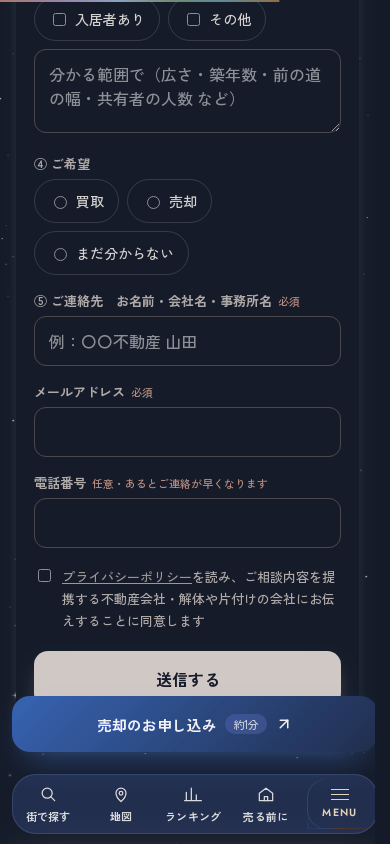 入居者あり
その他
分かる範囲で（広さ・築年数・前の道
の幅・共有者の人数 など）
④ ご希望
買取
売却
まだ分からない
⑤ ご連絡先　お名前・会社名・事務所名 必須
例：〇〇不動産 山田
メールアドレス 必須
電話番号 任意・あるとご連絡が早くなります
プライバシーポリシーを読み、ご相談内容を提
携する不動産会社・解体や片付けの会社にお伝
えすることに同意します
送信する
売却のお申し込み 約1分
街で探す
地図
ランキング
売る前に
MENU